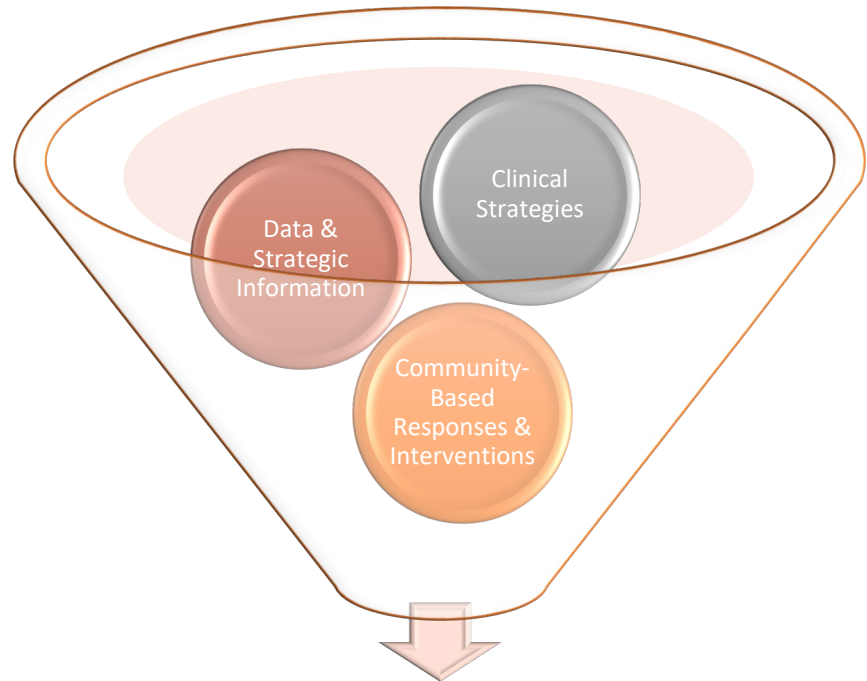 Clinical
Strategies
Data &
Strategic
Information
Community-
Based
Responses &
Interventions